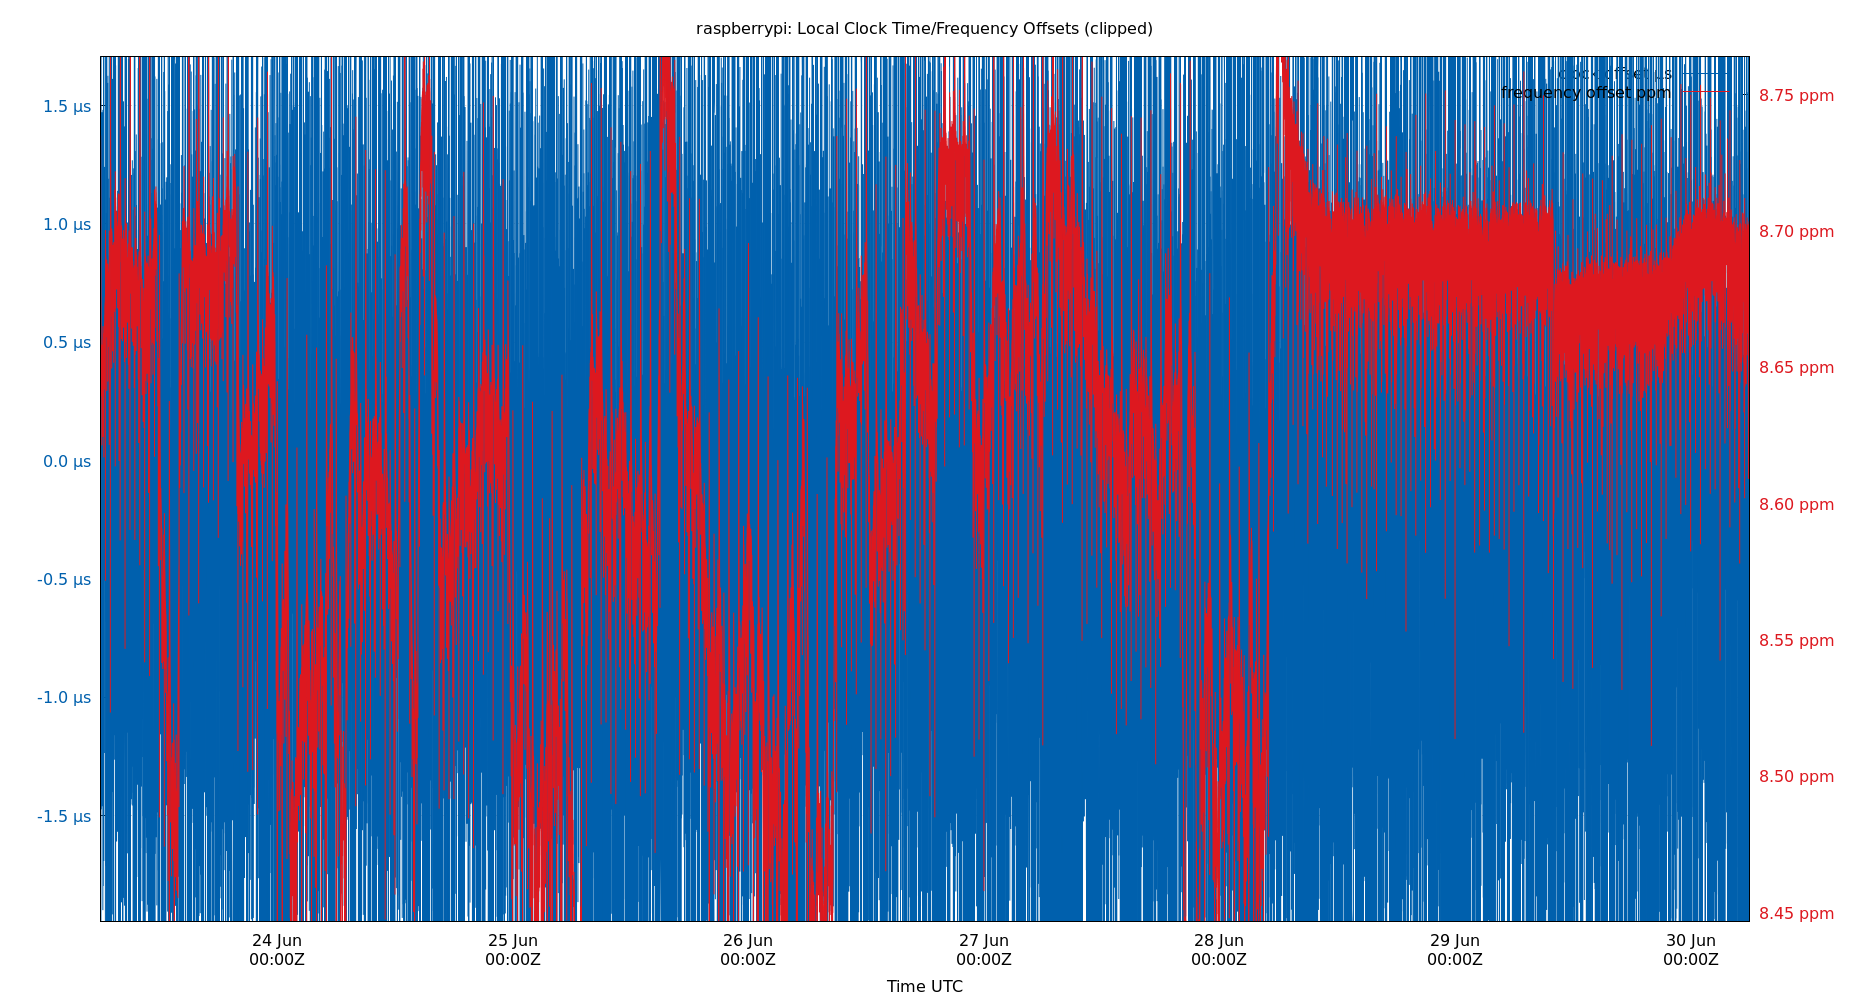 raspberrypi: Local Clock Time/Frequency Offsets (clipped)
clock offset µs
frequency offset ppm
1.5 µs
1.0 µs
0.5 µs
0.0 µs
-0.5 µs
-1.0 µs
-1.5 µs
8.75 ppm
8.70 ppm
8.65 ppm
8.60 ppm
8.55 ppm
8.50 ppm
8.45 ppm
24 Jun 25 Jun 26 Jun 27 Jun 28 Jun 29 Jun 30 Jun
00:00Z 00:00Z 00:00Z 00:00Z 00:00Z 00:00Z 00:00Z
Time UTC